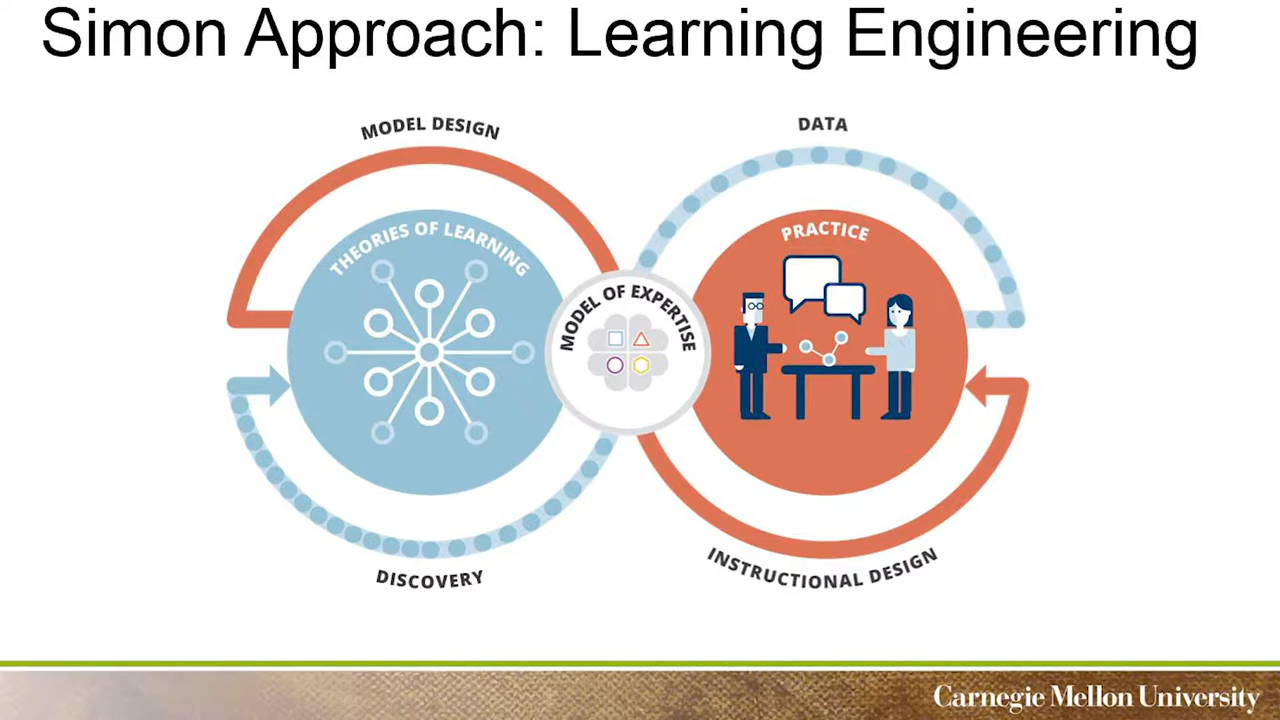 Simon Approach: Learning Engineering
MODEL DESIGN
DATA
THEORIES OF LEARNING
PRACTICE
MODEL OF EXPERTISE
DISCOVERY
INSTRUCTIONAL DESIGN
Carnegie Mellon University